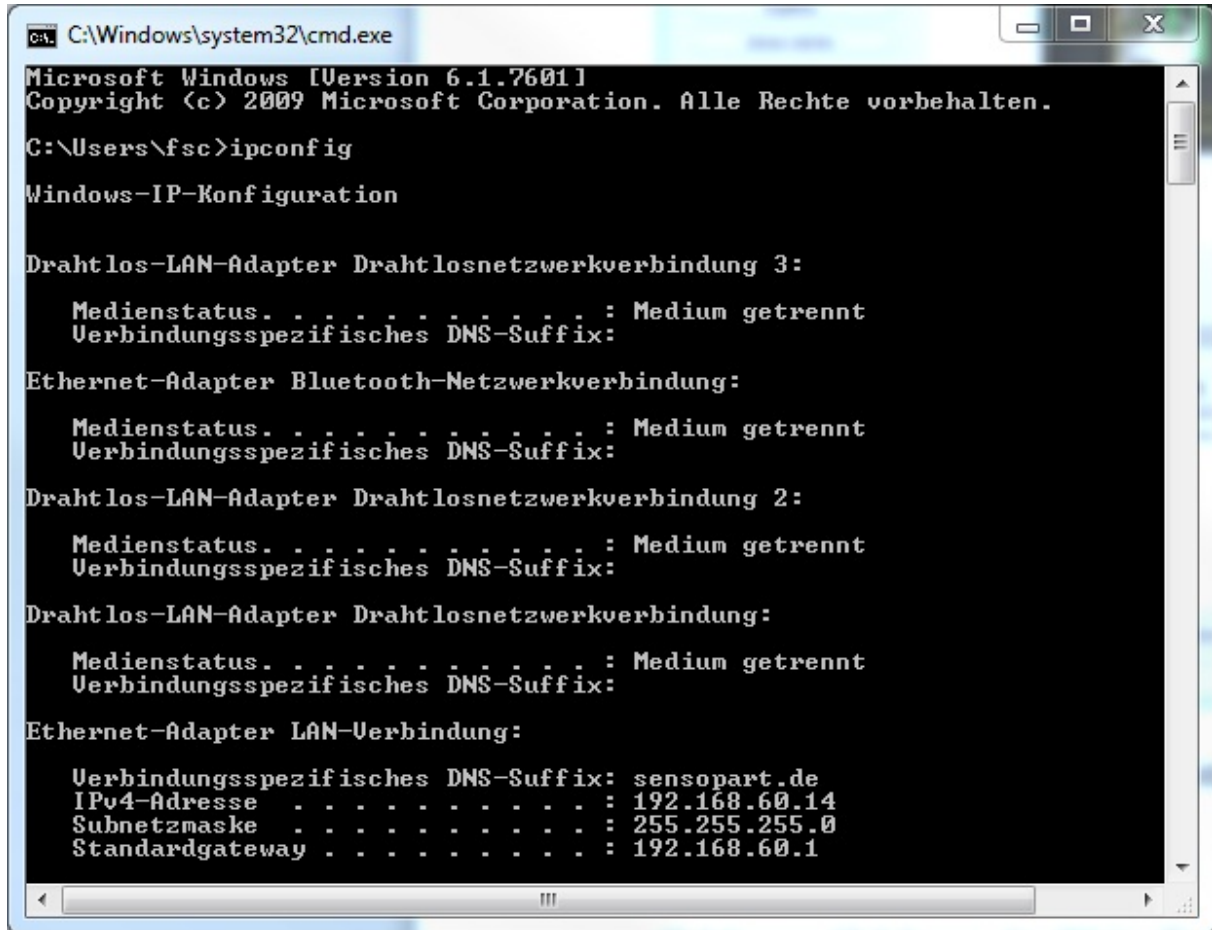 C:\Windows\system32\cmd.exe
Microsoft Windows [Version 6.1.7601]
Copyright (c) 2009 Microsoft Corporation. Alle Rechte vorbehalten.
C:\Users\fsc>ipconfig
Windows-IP-Konfiguration
Drahtlos-LAN-Adapter Drahtlosnetzwerkverbindung 3:
Medienstatus. . . . . . . . . . . : Medium getrennt
Verbindungsspezifisches DNS-Suffix:
Ethernet-Adapter Bluetooth-Netzwerkverbindung:
Medienstatus. . . . . . . . . . . : Medium getrennt
Verbindungsspezifisches DNS-Suffix:
Drahtlos-LAN-Adapter Drahtlosnetzwerkverbindung 2:
Medienstatus. . . . . . . . . . . : Medium getrennt
Verbindungsspezifisches DNS-Suffix:
Drahtlos-LAN-Adapter Drahtlosnetzwerkverbindung:
Medienstatus. . . . . . . . . . . : Medium getrennt
Verbindungsspezifisches DNS-Suffix:
Ethernet-Adapter LAN-Verbindung:
Verbindungsspezifisches DNS-Suffix: sensopart.de
IPv4-Adresse  . . . . . . . . . . : 192.168.60.14
Subnetzmaske  . . . . . . . . . . : 255.255.255.0
Standardgateway . . . . . . . . . : 192.168.60.1